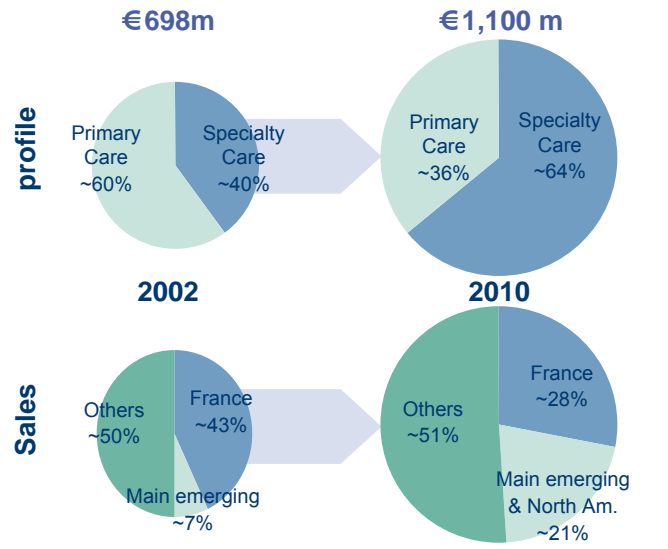 €698m
€1,100 m
profile
Primary
Care
~60%
Specialty
Care
~40%
Primary
Care
~36%
Specialty
Care
~64%
2002
2010
Sales
Others
~50%
France
~43%
Main emerging
~7%
Others
~51%
France
~28%
Main emerging
& North Am.
~21%